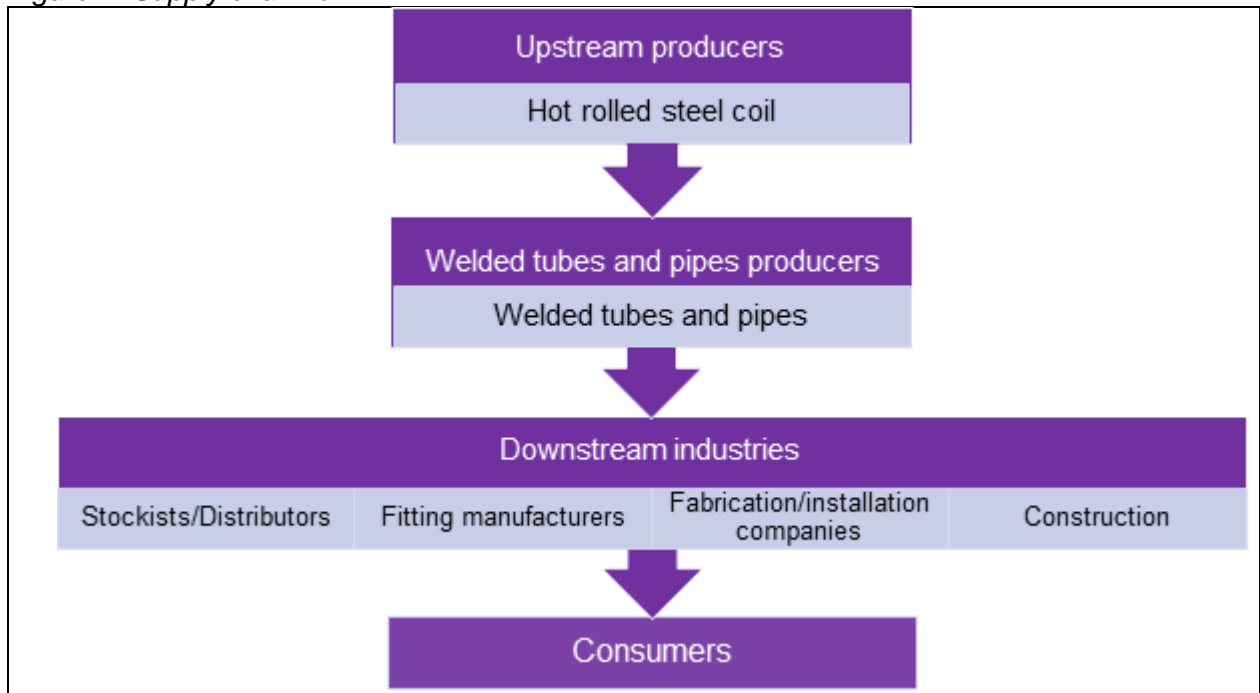 Upstream producers
Hot rolled steel coil
Welded tubes and pipes producers
Welded tubes and pipes
Downstream industries
Stockists/Distributors
Fitting manufacturers
Fabrication/installation
companies
Construction
Consumers